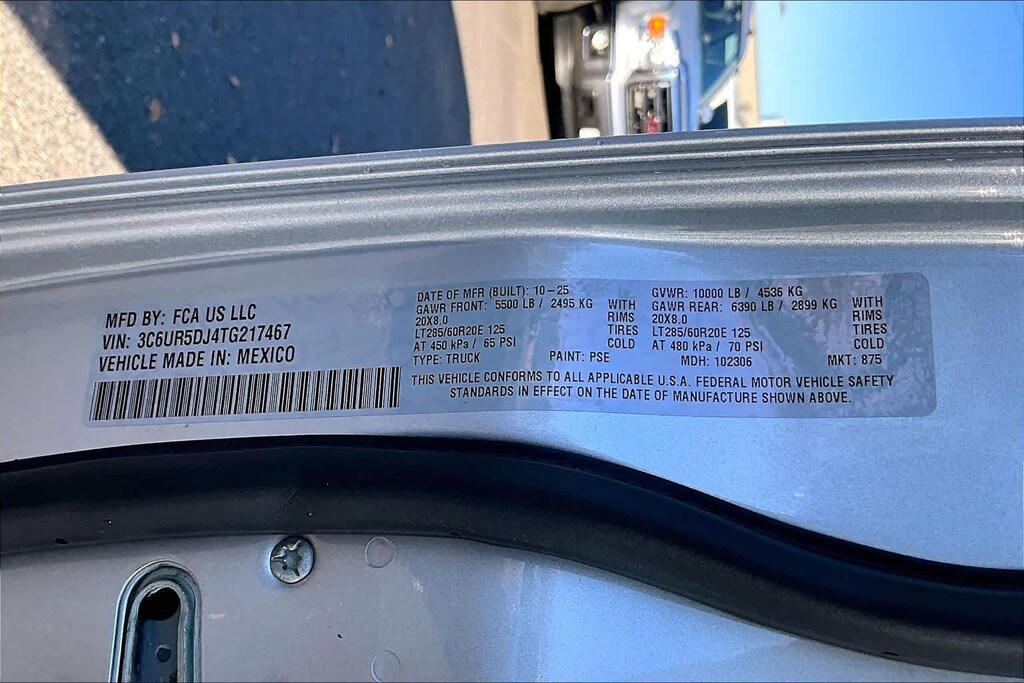 MFD BY: FCA US LLC
VIN: 3C6UR5DJ4TG217467
VEHICLE MADE IN: MEXICO
DATE OF MFR (BUILT): 10-25
GAWR FRONT: 5500 LB / 2495 KG WITH
20X8.0 RIMS
LT285/60R20E 125 TIRES
AT 450 kPa / 65 PSI COLD
TYPE: TRUCK PAINT: PSE
GVWR: 10000 LB / 4536 KG
GAWR REAR: 6390 LB / 2899 KG WITH
20X8.0 RIMS
LT285/60R20E 125 TIRES
AT 480 kPa / 70 PSI COLD
MDH: 102306 MKT: 875
THIS VEHICLE CONFORMS TO ALL APPLICABLE U.S.A. FEDERAL MOTOR VEHICLE SAFETY
STANDARDS IN EFFECT ON THE DATE OF MANUFACTURE SHOWN ABOVE.